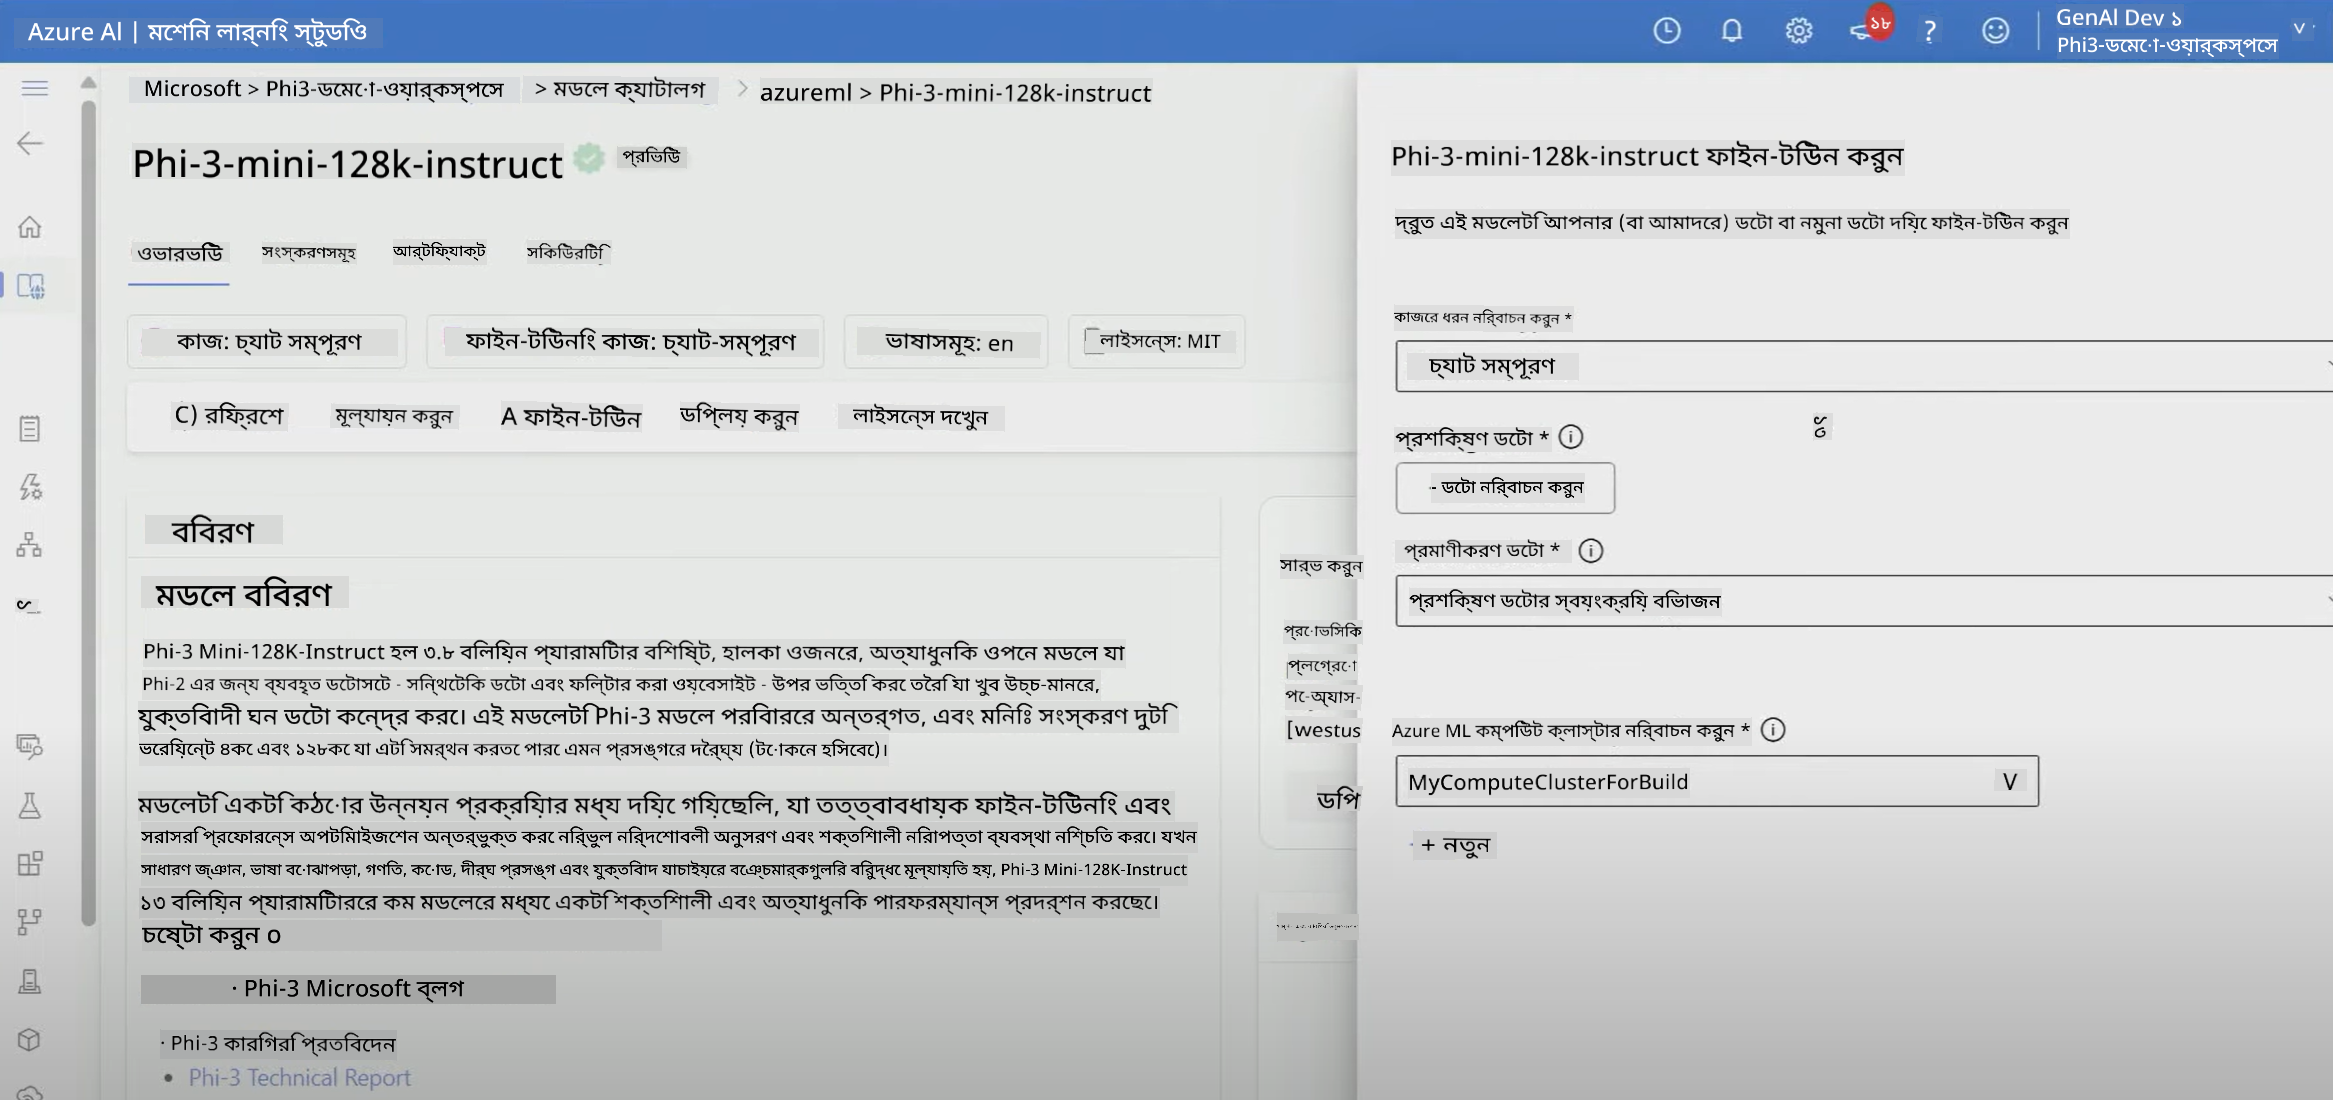 Azure AI | মেশিন লার্নিং স্টুডিও
১৮
?
GenAI Dev ১
Phi3-ডেমো-ওয়ার্কস্পেস
Microsoft > Phi3-ডেমো-ওয়ার্কস্পেস > মডেল ক্যাটালগ > azureml > Phi-3-mini-128k-instruct
Phi-3-mini-128k-instruct
প্রিভিউ
ওভারভিউ
সংস্করণসমূহ
আর্টিফ্যাক্ট
সিকিউরিটি
কাজ: চ্যাট সম্পূরণ
ফাইন-টিউনিং কাজ: চ্যাট-সম্পূরণ
ভাষাসমূহ: en
লাইসেন্স: MIT
C) রিফ্রেশ
মূল্যায়ন করুন
A ফাইন-টিউন
ডিপ্লয় করুন
লাইসেন্স দেখুন
বিবরণ
মডেল বিবরণ
Phi-3 Mini-128K-Instruct হল ৩.৮ বিলিয়ন প্যারামিটার বিশিষ্ট, হালকা ওজনের, অত্যাধুনিক ওপেন মডেল যা
Phi-2 এর জন্য ব্যবহৃত ডেটাসেট - সিন্থেটিক ডেটা এবং ফিল্টার করা ওয়েবসাইট - উপর ভিত্তি করে তৈরি যা খুব উচ্চ-মানের,
যুক্তিবাদী ঘন ডেটা কেন্দ্র করে। এই মডেলটি Phi-3 মডেল পরিবারের অন্তর্গত, এবং মিনি সংস্করণ দুটি
ভেরিয়েন্ট ৪কে এবং ১২৮কে যা এটি সমর্থন করতে পারে এমন প্রসঙ্গের দৈর্ঘ্য (টোকেন হিসেবে)।
মডেলটি একটি কঠোর উন্নয়ন প্রক্রিয়ার মধ্য দিয়ে গিয়েছিল, যা তত্ত্বাবধায়ক ফাইন-টিউনিং এবং
সরাসরি প্রেফারেন্স অপটিমাইজেশন অন্তর্ভুক্ত করে নির্ভুল নির্দেশাবলী অনুসরণ এবং শক্তিশালী নিরাপত্তা ব্যবস্থা নিশ্চিত করে। যখন
সাধারণ জ্ঞান, ভাষা বোঝাপড়া, গণিত, কোড, দীর্ঘ প্রসঙ্গ এবং যুক্তিবাদ যাচাইয়ের বেঞ্চমার্কগুলির বিরুদ্ধে মূল্যায়িত হয়, Phi-3 Mini-128K-Instruct
১৩ বিলিয়ন প্যারামিটারের কম মডেলের মধ্যে একটি শক্তিশালী এবং অত্যাধুনিক পারফরম্যান্স প্রদর্শন করেছে।
চেষ্টা করুন o
· Phi-3 Microsoft ব্লগ
· Phi-3 কারিগরি প্রতিবেদন
• Phi-3 Technical Report
সার্ভ করুন
[westus
ডিপ
Phi-3-mini-128k-instruct ফাইন-টিউন করুন
দ্রুত এই মডেলটি আপনার (বা আমাদের) ডেটা বা নমুনা ডেটা দিয়ে ফাইন-টিউন করুন
কাজের ধরন নির্বাচন করুন *
চ্যাট সম্পূরণ
প্রশিক্ষণ ডেটা *
- ডেটা নির্বাচন করুন
প্রমাণীকরণ ডেটা *
প্রশিক্ষণ ডেটার স্বয়ংক্রিয় বিভাজন
Azure ML কম্পিউট ক্লাস্টার নির্বাচন করুন *
MyComputeClusterForBuild
V
+ নতুন